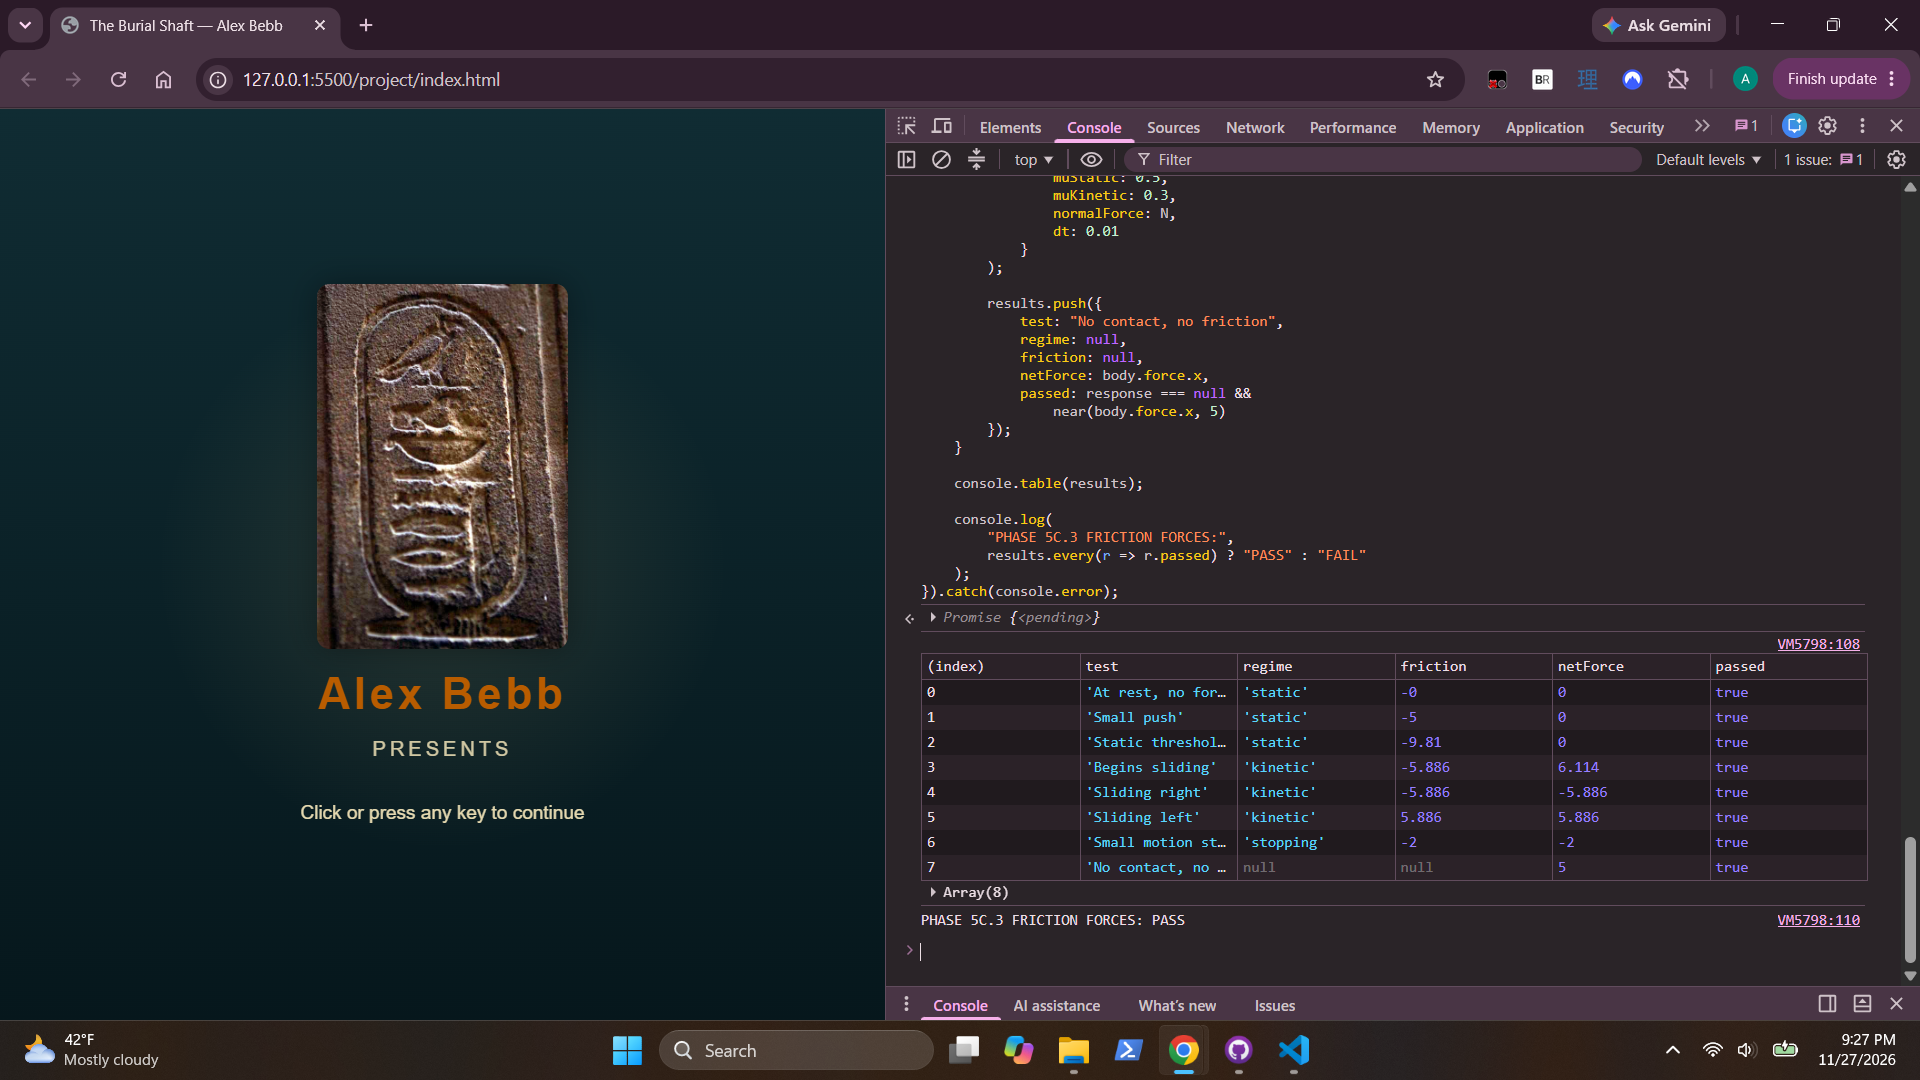 The Burial Shaft — Alex Bebb
Ask Gemini
127.0.0.1:5500/project/index.html
BR
理
A
Finish update
Elements
Console
Sources
Network
Performance
Memory
Application
Security
1
top
Filter
Default levels
1 issue:
1
muStatic: 0.5,
muKinetic: 0.3,
normalForce: N,
dt: 0.01
}
);
results.push({
test: "No contact, no friction",
regime: null,
friction: null,
netForce: body.force.x,
passed: response === null &&
near(body.force.x, 5)
});
}
console.table(results);
console.log(
"PHASE 5C.3 FRICTION FORCES:",
results.every(r => r.passed) ? "PASS" : "FAIL"
);
}).catch(console.error);
Promise {<pending>}
VM5798:108
(index) test regime friction netForce passed
0 'At rest, no for… 'static' -0 0 true
1 'Small push' 'static' -5 0 true
2 'Static threshol… 'static' -9.81 0 true
3 'Begins sliding' 'kinetic' -5.886 6.114 true
4 'Sliding right' 'kinetic' -5.886 -5.886 true
5 'Sliding left' 'kinetic' 5.886 5.886 true
6 'Small motion st… 'stopping' -2 -2 true
7 'No contact, no … null null 5 true
Array(8)
PHASE 5C.3 FRICTION FORCES: PASS
VM5798:110
Alex Bebb
PRESENTS
Click or press any key to continue
Console
AI assistance
What's new
Issues
42°F
Mostly cloudy
Search
9:27 PM
11/27/2026